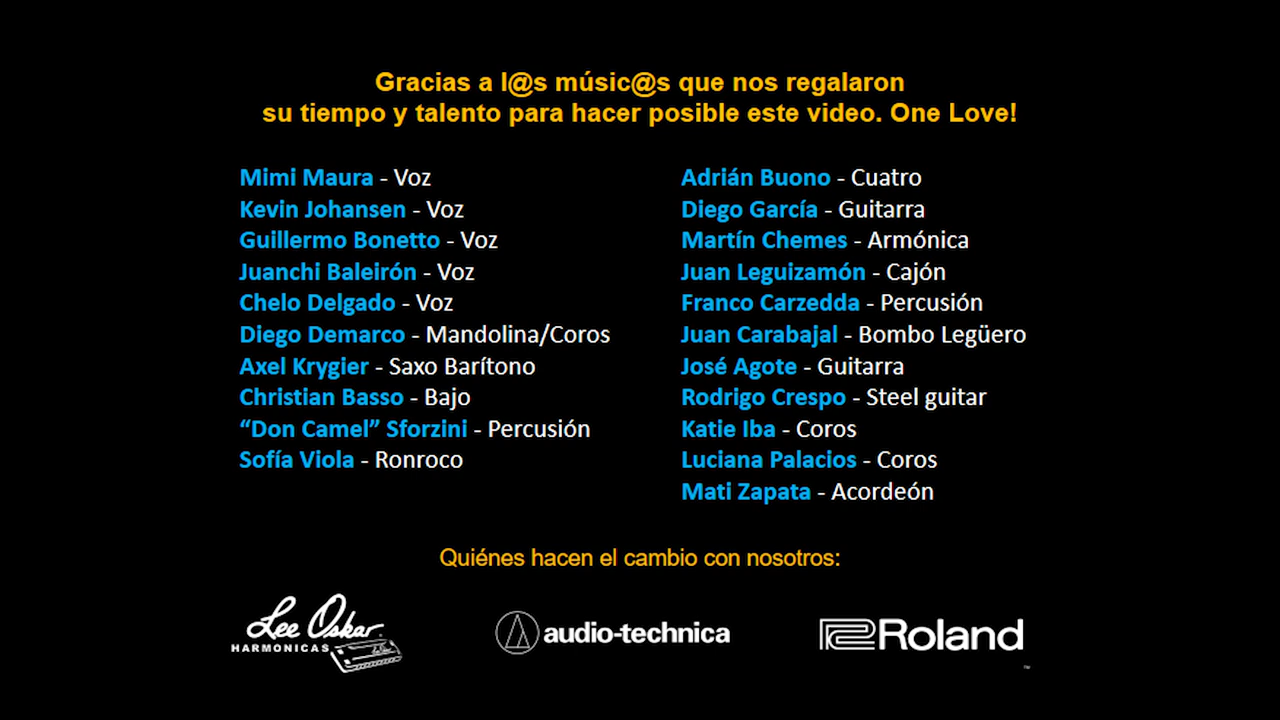 Gracias a l@s músic@s que nos regalaron
su tiempo y talento para hacer posible este video. One Love!
Mimi Maura - Voz
Kevin Johansen - Voz
Guillermo Bonetto - Voz
Juanchi Baleirón - Voz
Chelo Delgado - Voz
Diego Demarco - Mandolina/Coros
Axel Krygier - Saxo Barítono
Christian Basso - Bajo
“Don Camel” Sforzini - Percusión
Sofía Viola - Ronroco
Adrián Buono - Cuatro
Diego García - Guitarra
Martín Chemes - Armónica
Juan Leguizamón - Cajón
Franco Carzedda - Percusión
Juan Carabajal - Bombo Legüero
José Agote - Guitarra
Rodrigo Crespo - Steel guitar
Katie Iba - Coros
Luciana Palacios - Coros
Mati Zapata - Acordeón
Quiénes hacen el cambio con nosotros:
Lee Oskar
HARMONICAS
audio-technica
Roland